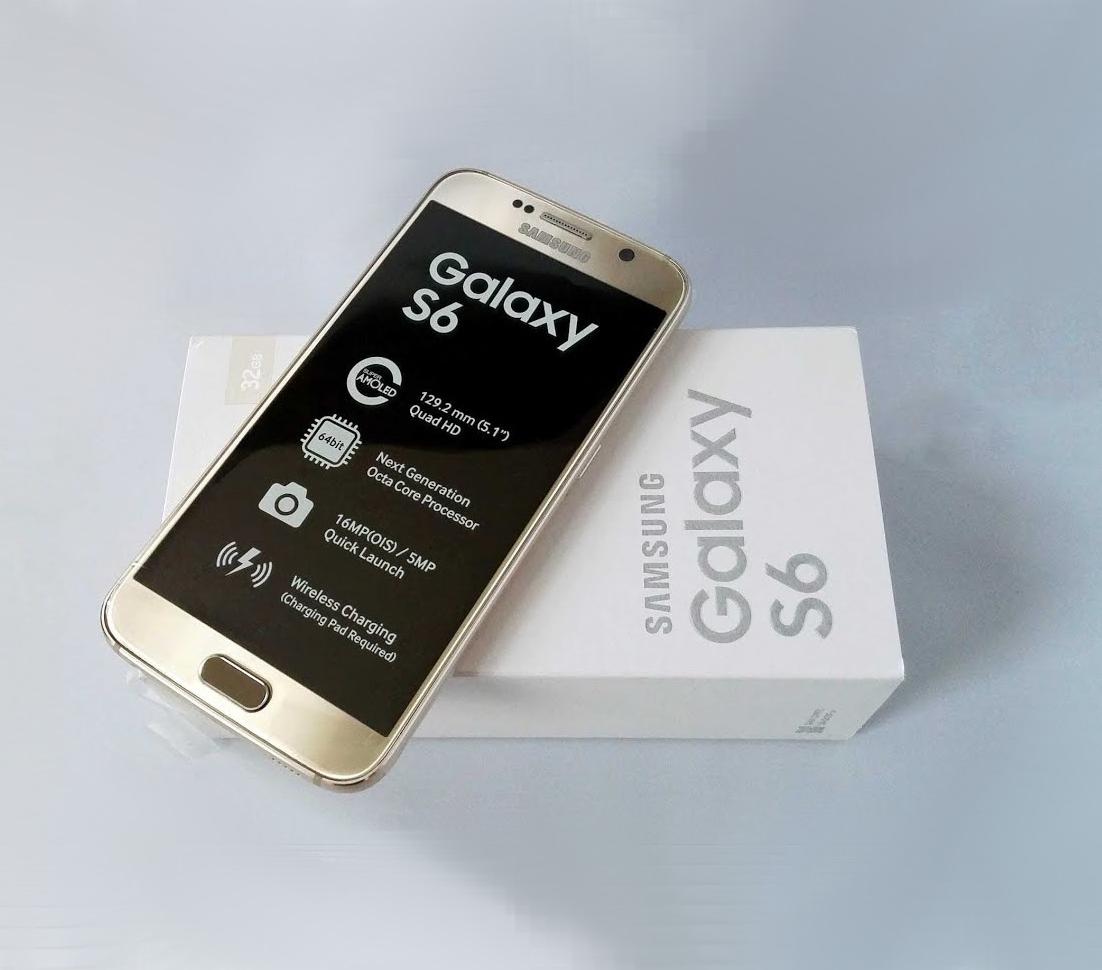 SAMSUNG
Galaxy
S6
SUPER
AMOLED
129.2 mm (5.1")
Quad HD
64bit
Next Generation
Octa Core Processor
16MP(OIS) / 5MP
Quick Launch
Wireless Charging
(Charging Pad Required)
32GB
SAMSUNG
Galaxy
S6